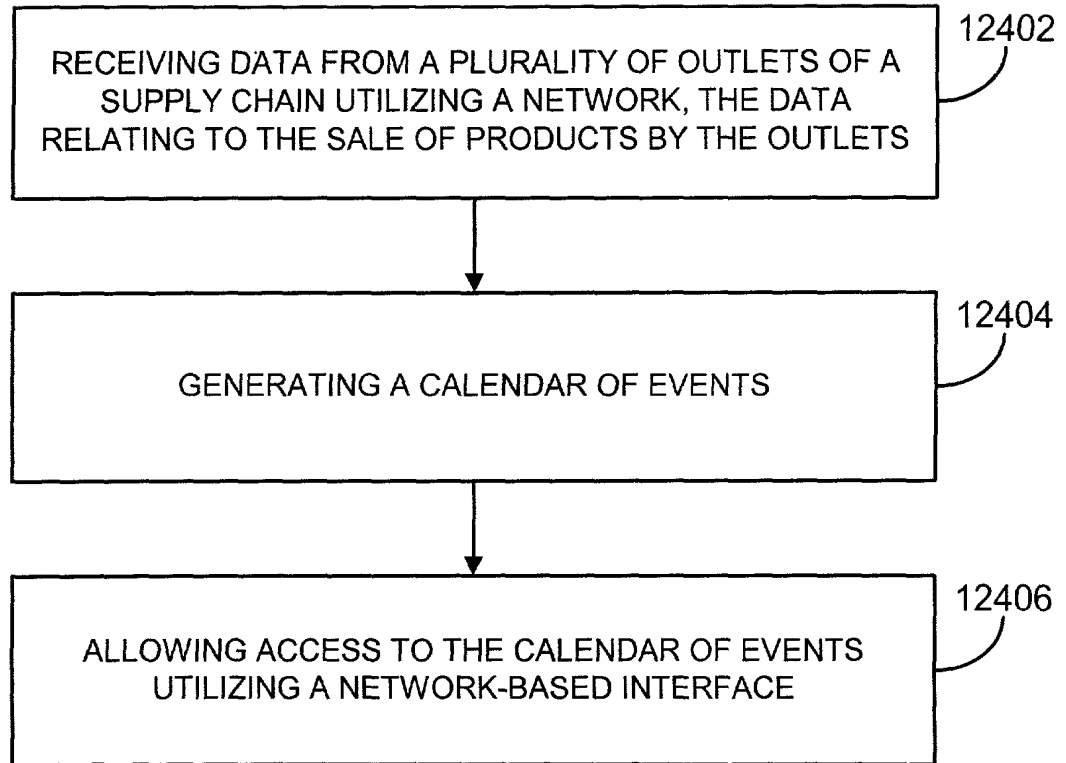 12402
RECEIVING DATA FROM A PLURALITY OF OUTLETS OF A
SUPPLY CHAIN UTILIZING A NETWORK, THE DATA
RELATING TO THE SALE OF PRODUCTS BY THE OUTLETS
12404
GENERATING A CALENDAR OF EVENTS
12406
ALLOWING ACCESS TO THE CALENDAR OF EVENTS
UTILIZING A NETWORK-BASED INTERFACE